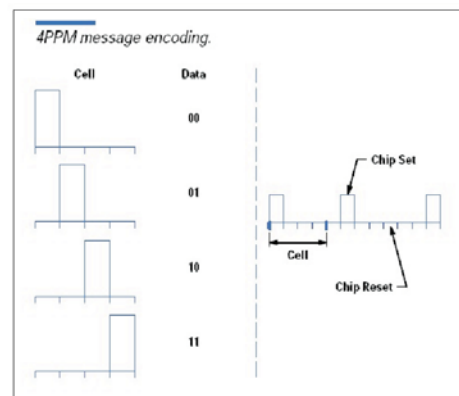 4PPM message encoding.
Cell Data
00
01
10
11
Chip Set
Cell
Chip Reset